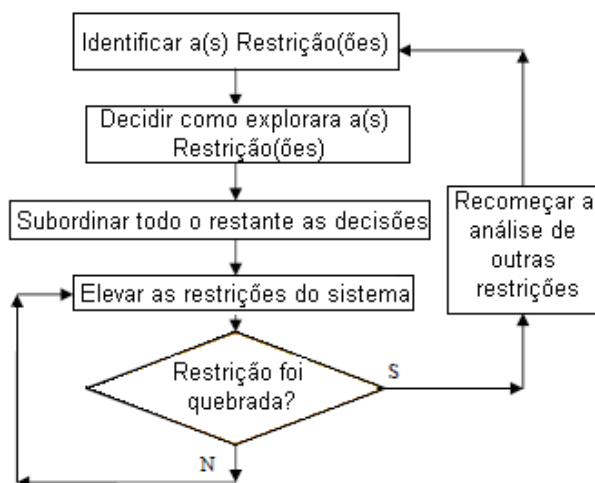 Identificar a(s) Restrição(ões)
Decidir como explorara a(s)
Restrição(ões)
Subordinar todo o restante as decisões
Elevar as restrições do sistema
Restrição foi
quebrada?
S
N
Recomeçar a
análise de
outras
restrições